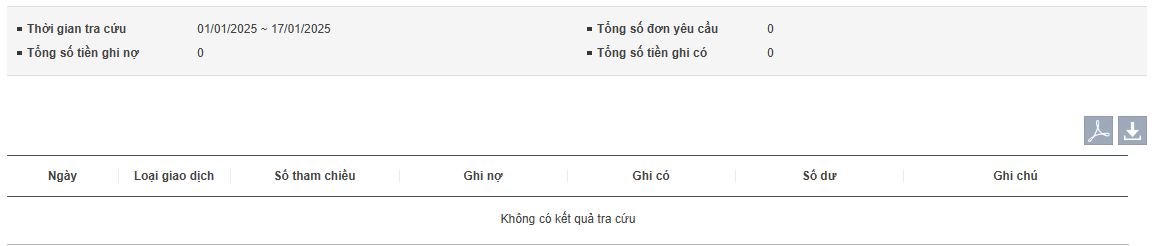 Thời gian tra cứu 01/01/2025 ~ 17/01/2025 Tổng số đơn yêu cầu 0
Tổng số tiền ghi nợ 0 Tổng số tiền ghi có 0
Ngày Loại giao dịch Số tham chiếu Ghi nợ Ghi có Số dư Ghi chú
Không có kết quả tra cứu